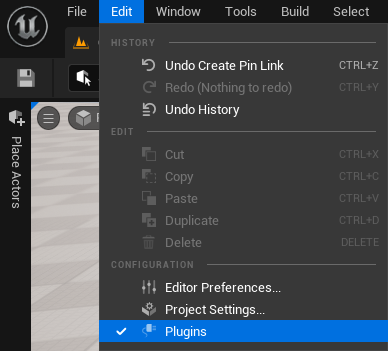 File Edit Window Tools Build Select
HISTORY
Undo Create Pin Link CTRL+Z
Redo (Nothing to redo) CTRL+Y
Undo History
EDIT
Cut CTRL+X
Copy CTRL+C
Paste CTRL+V
Duplicate CTRL+D
Delete DELETE
CONFIGURATION
Editor Preferences...
Project Settings...
Plugins
Place Actors